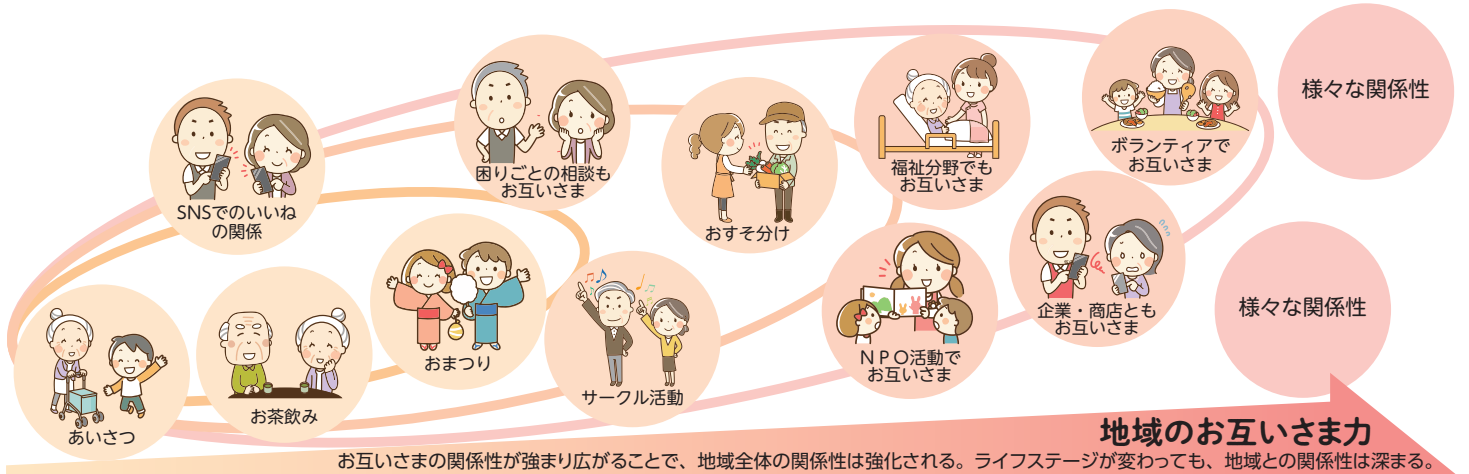 SNSでのいいね
の関係
困りごとの相談も
お互いさま
おすそ分け
福祉分野でも
お互いさま
ボランティアで
お互いさま
様々な関係性
あいさつ
お茶飲み
おまつり
サークル活動
NPO活動で
お互いさま
企業・商店とも
お互いさま
様々な関係性
地域のお互いさま力
お互いさまの関係性が強まり広がることで、地域全体の関係性は強化される。ライフステージが変わっても、地域との関係性は深まる。